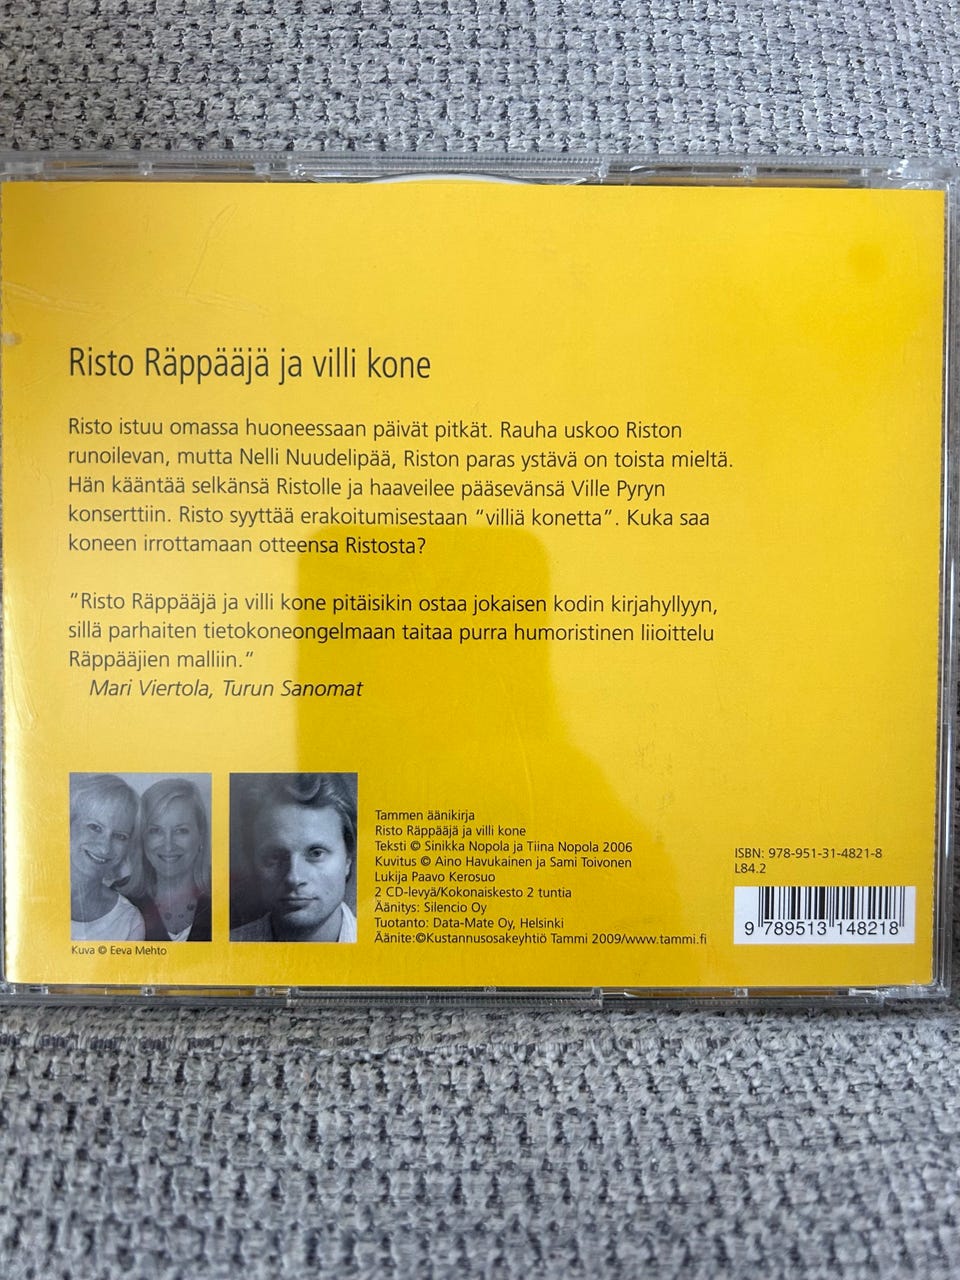 Risto Räppääjä ja villi kone
Risto istuu omassa huoneessaan päivät pitkät. Rauha uskoo Riston
runoilevan, mutta Nelli Nuudelipää, Riston paras ystävä on toista mieltä.
Hän kääntää selkänsä Ristolle ja haaveilee pääsevänsä Ville Pyryn
konserttiin. Risto syyttää erakoitumisestaan ”villiä konetta”. Kuka saa
koneen irrottamaan otteensa Ristosta?
”Risto Räppääjä ja villi kone pitäisikin ostaa jokaisen kodin kirjahyllyyn,
sillä parhaiten tietokoneongelmaan taitaa purra humoristinen liioittelu
Räppääjien malliin.”
Mari Viertola, Turun Sanomat
Kuva © Eeva Mehto
Tammen äänikirja
Risto Räppääjä ja villi kone
Teksti © Sinikka Nopola ja Tiina Nopola 2006
Kuvitus © Aino Havukainen ja Sami Toivonen
Lukija Paavo Kerosuo
2 CD-levyä/Kokonaiskesto 2 tuntia
Äänitys: Silencio Oy
Tuotanto: Data-Mate Oy, Helsinki
Äänite:©Kustannusosakeyhtiö Tammi 2009/www.tammi.fi
ISBN: 978-951-31-4821-8
L84.2
9 789513 148218